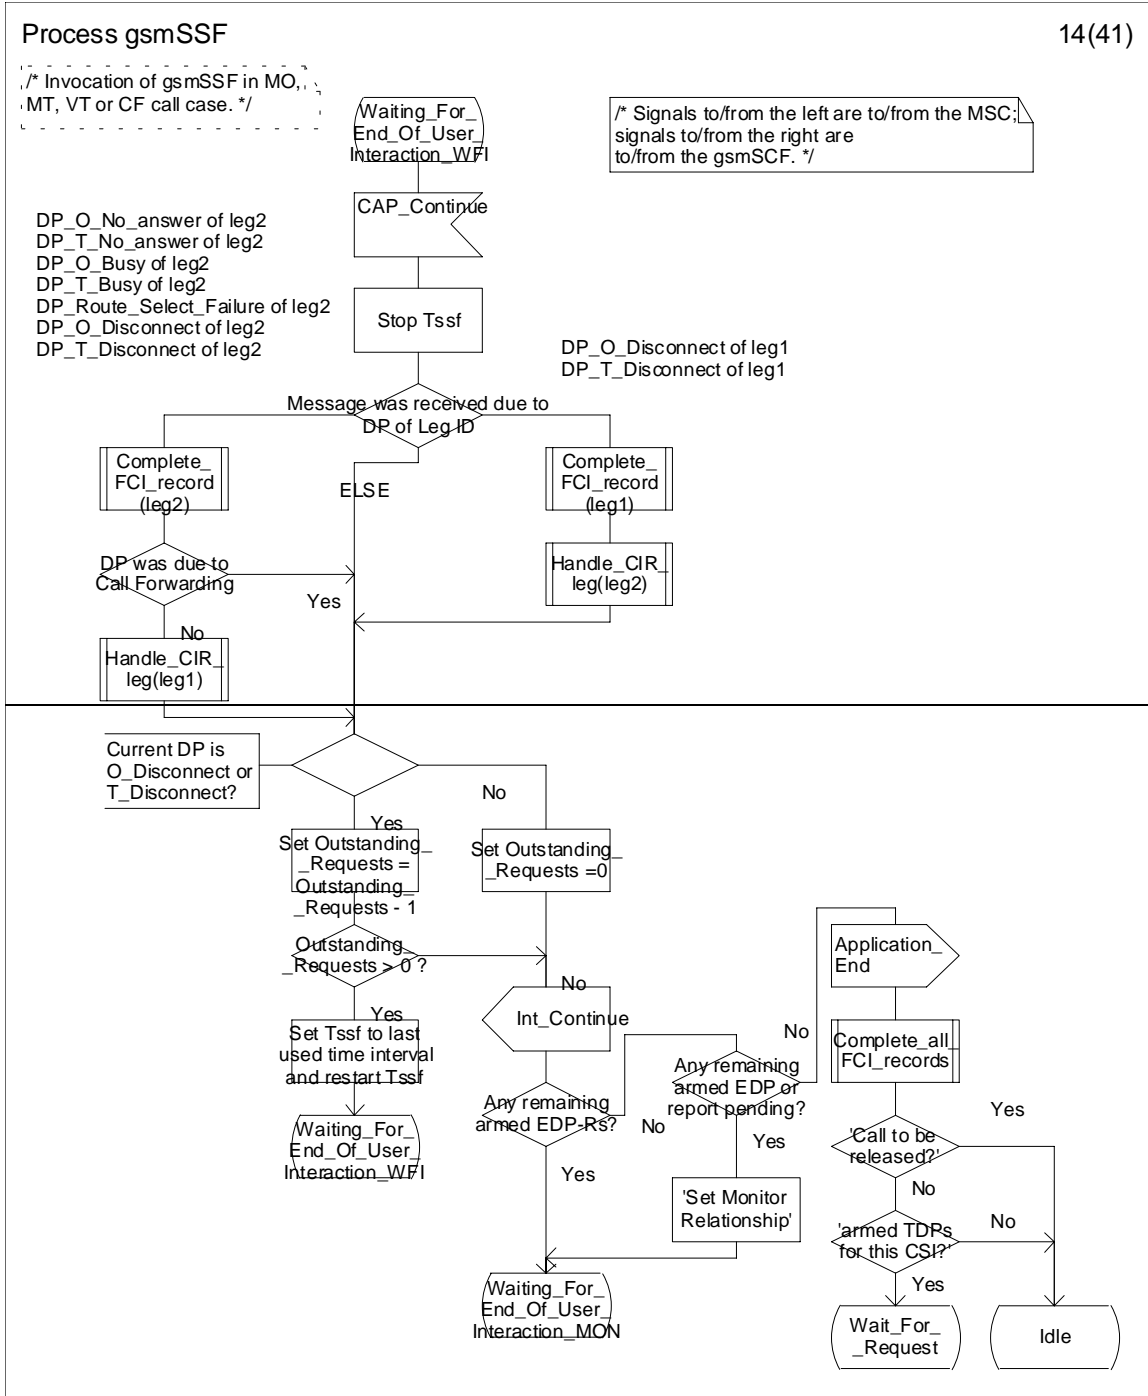 Process gsmSSF
14(41)
/* Invocation of gsmSSF in MO,
MT, VT or CF call case. */
Waiting_For_
End_Of_User_
Interaction_WFI
/* Signals to/from the left are to/from the MSC;
signals to/from the right are
to/from the gsmSCF. */
CAP_Continue
DP_O_No_answer of leg2
DP_T_No_answer of leg2
DP_O_Busy of leg2
DP_T_Busy of leg2
DP_Route_Select_Failure of leg2
DP_O_Disconnect of leg2
DP_T_Disconnect of leg2
Stop Tssf
DP_O_Disconnect of leg1
DP_T_Disconnect of leg1
Message was received due to
DP of Leg ID
Complete_
FCI_record
(leg2)
ELSE
Complete_
FCI_record
(leg1)
DP was due to
Call Forwarding
Yes
Handle_CIR_
leg(leg2)
No
Handle_CIR_
leg(leg1)
Current DP is
O_Disconnect or
T_Disconnect?
No
Yes
Set Outstanding_
_Requests =
Outstanding_
_Requests - 1
Set Outstanding_
_Requests =0
Outstanding_
_Requests > 0 ?
No
Yes
Int_Continue
Application_
End
Set Tssf to last
used time interval
and restart Tssf
Any remaining
armed EDP or
report pending?
No
Complete_all_
FCI_records
Any remaining
armed EDP-Rs?
No
Yes
Yes
Waiting_For_
End_Of_User_
Interaction_WFI
'Call to be
released?'
Yes
No
'Set Monitor
Relationship'
'armed TDPs
for this CSI?'
No
Yes
Waiting_For_
End_Of_User_
Interaction_MON
Wait_For_
_Request
Idle